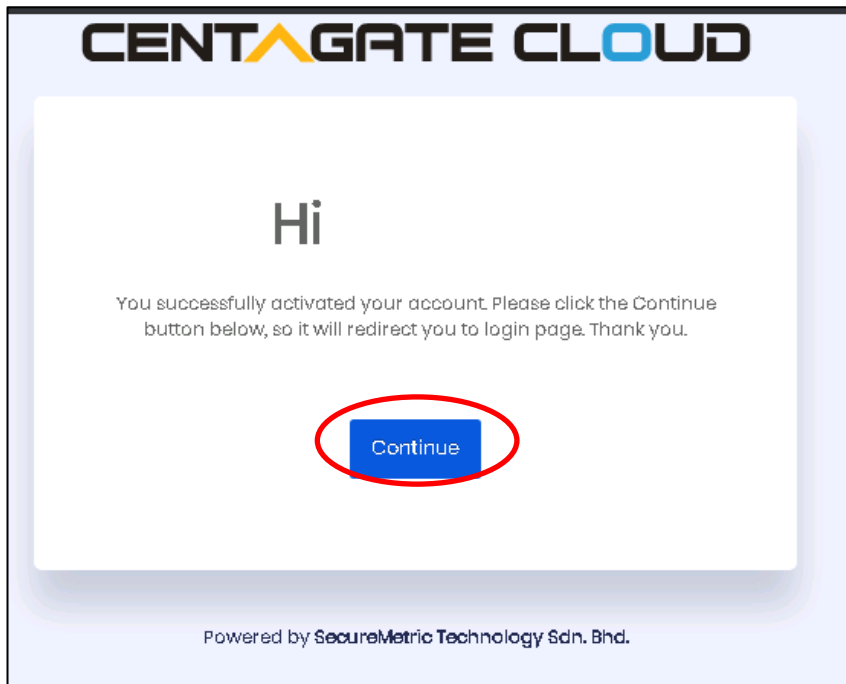 CENTAGATE CLOUD
Hi
You successfully activated your account. Please click the Continue
button below, so it will redirect you to login page. Thank you.
Continue
Powered by SecureMetric Technology Sdn. Bhd.